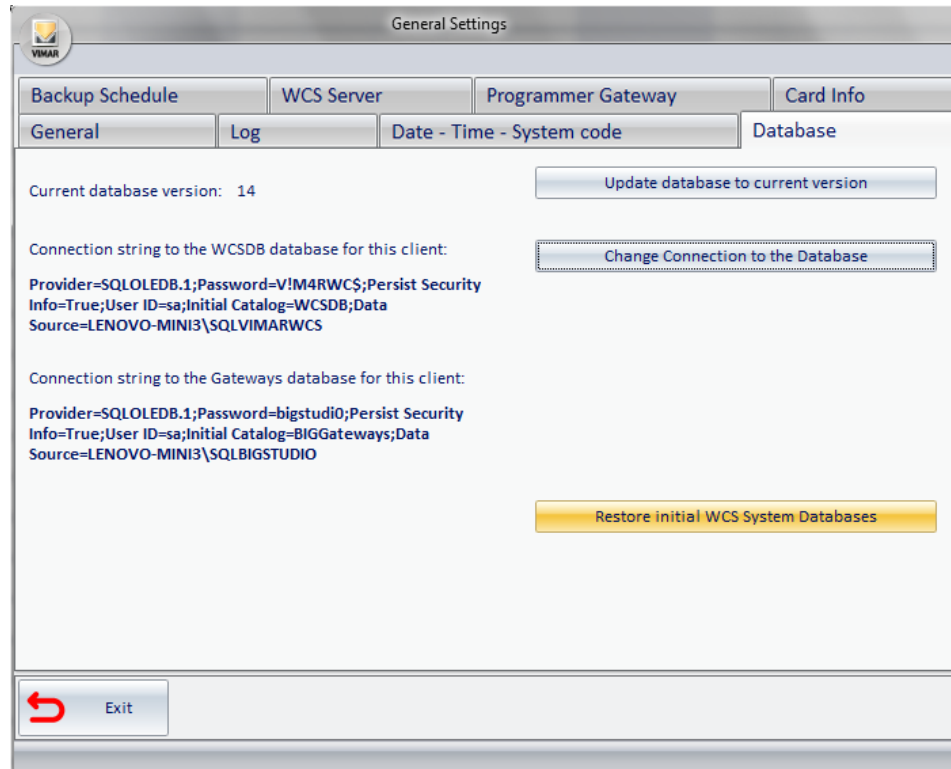 General Settings
VIMAR
Backup Schedule
WCS Server
Programmer Gateway
Card Info
General
Log
Date - Time - System code
Database
Current database version: 14
Update database to current version
Connection string to the WCSDB database for this client:
Change Connection to the Database
Provider=SQLOLEDB.1;Password=V!M4RWC$;Persist Security
Info=True;User ID=sa;Initial Catalog=WCSDB;Data
Source=LENOVO-MINI3\SQLVIMARWCS
Connection string to the Gateways database for this client:
Provider=SQLOLEDB.1;Password=bigstudi0;Persist Security
Info=True;User ID=sa;Initial Catalog=BIGGateways;Data
Source=LENOVO-MINI3\SQLBIGSTUDIO
Restore initial WCS System Databases
Exit